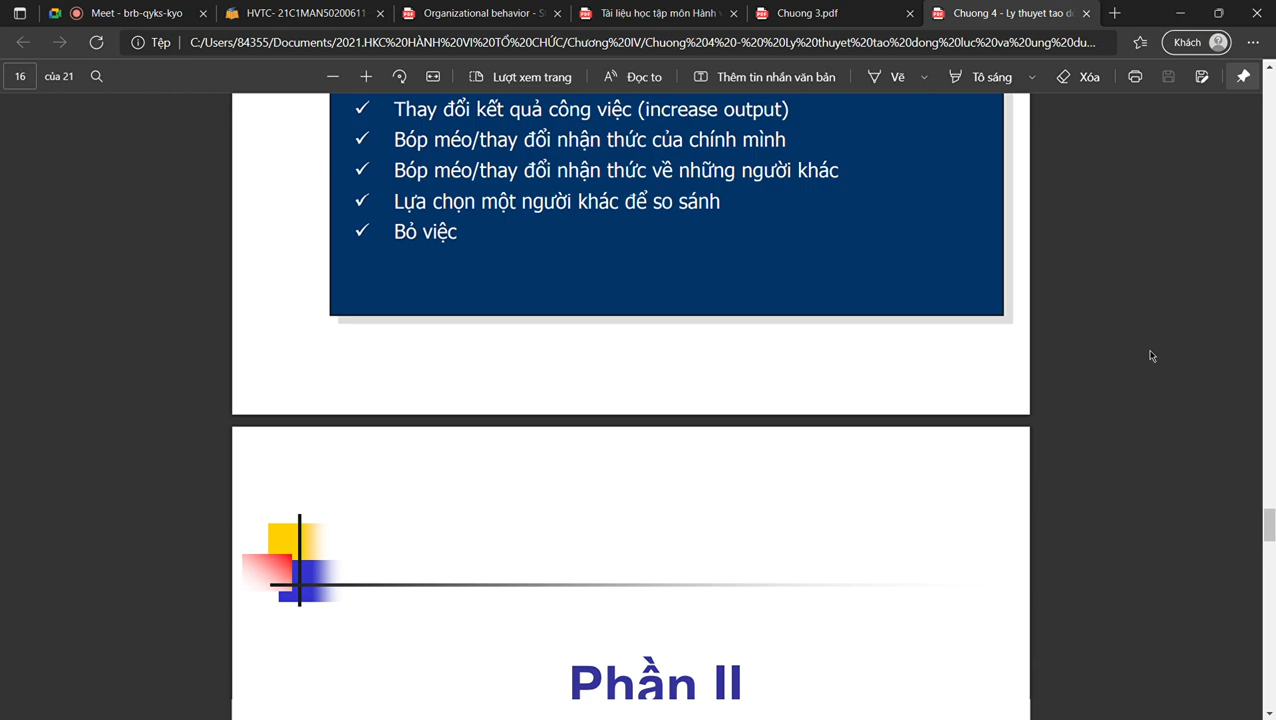 Meet - brb-qyks-kyo
HVTC- 21C1MAN50200611
Organizational behavior - S
Tài liệu học tập môn Hành v
Chuong 3.pdf
Chuong 4 - Ly thuyet tao do
Tệp
C:/Users/84355/Documents/2021.HKC%20HÀNH%20VI%20TỔ%20CHỨC/Chương%20IV/Chuong%204%20-%20%20Ly%20thuyet%20tao%20dong%20luc%20va%20ung%20du...
Khách
16 của 21
Lượt xem trang
Đọc to
Thêm tin nhắn văn bản
Vẽ
Tô sáng
Xóa
Thay đổi kết quả công việc (increase output)
Bóp méo/thay đổi nhận thức của chính mình
Bóp méo/thay đổi nhận thức về những người khác
Lựa chọn một người khác để so sánh
Bỏ việc
Phần II